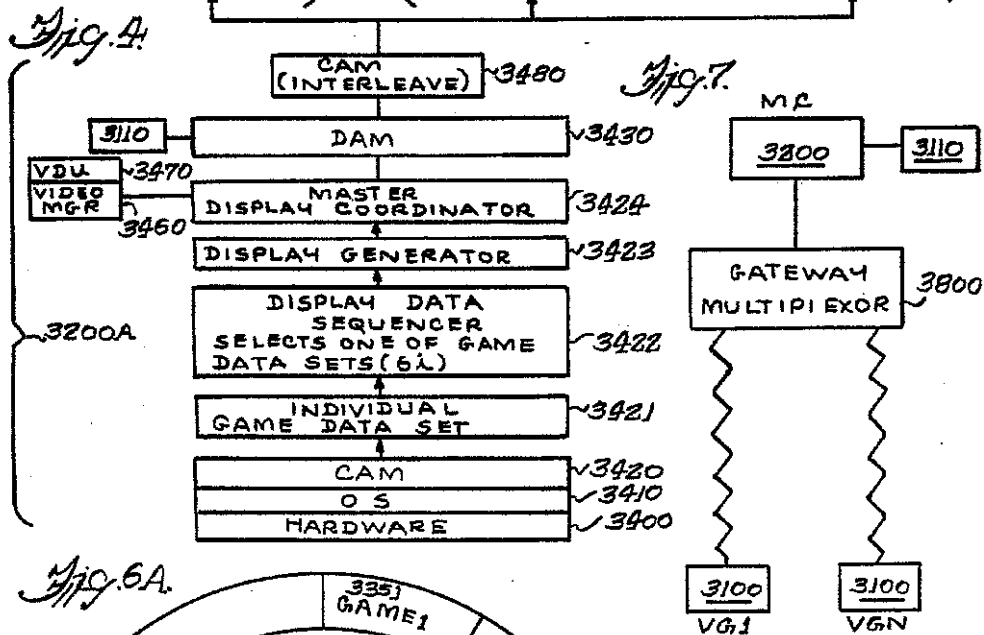 Fig. 4.
CAM
(INTERLEAVE)
3480
3110
DAM
3430
VDU
3470
VIDEO
MGR
3460
MASTER
DISPLAY COORDINATOR
3424
DISPLAY GENERATOR
3423
DISPLAY DATA
SEQUENCER
SELECTS ONE OF GAME
DATA SETS (Gi)
3422
3200A
INDIVIDUAL
GAME DATA SET
3421
CAM
3420
OS
3410
HARDWARE
3400
Fig. 7.
MC
3200
3110
GATEWAY
MULTIPLEXOR
3800
3100
VG1
3100
VGN
Fig. 6A.
3351
GAME1